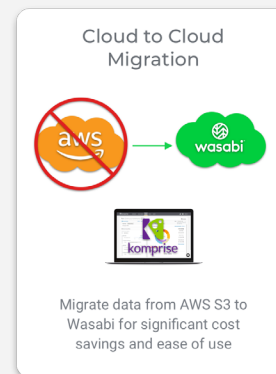 Cloud to Cloud
Migration
aws
wasabi
komprise
Migrate data from AWS S3 to
Wasabi for significant cost
savings and ease of use